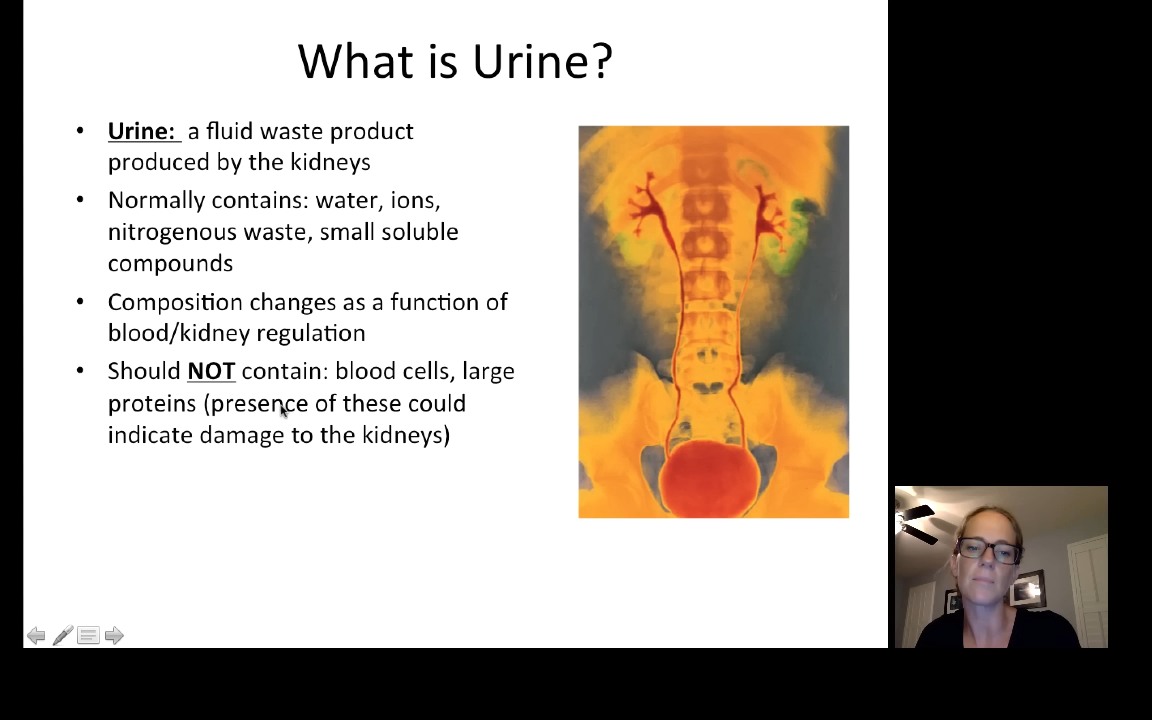 What is Urine?
• Urine: a fluid waste product
produced by the kidneys
• Normally contains: water, ions,
nitrogenous waste, small soluble
compounds
• Composition changes as a function of
blood/kidney regulation
• Should NOT contain: blood cells, large
proteins (presence of these could
indicate damage to the kidneys)